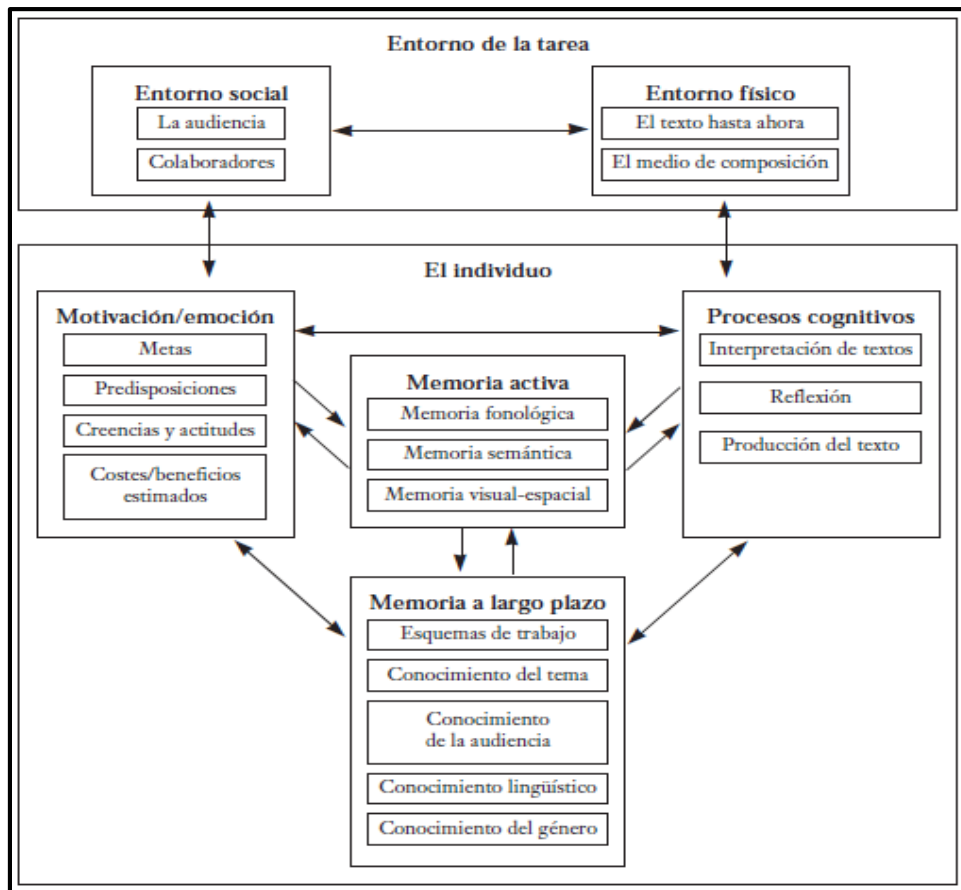 Entorno de la tarea
Entorno social
La audiencia
Colaboradores
Entorno físico
El texto hasta ahora
El medio de composición
El individuo
Motivación/emoción
Metas
Predisposiciones
Creencias y actitudes
Costes/beneficios
estimados
Memoria activa
Memoria fonológica
Memoria semántica
Memoria visual-espacial
Procesos cognitivos
Interpretación de textos
Reflexión
Producción del texto
Memoria a largo plazo
Esquemas de trabajo
Conocimiento del tema
Conocimiento
de la audiencia
Conocimiento lingüístico
Conocimiento del género